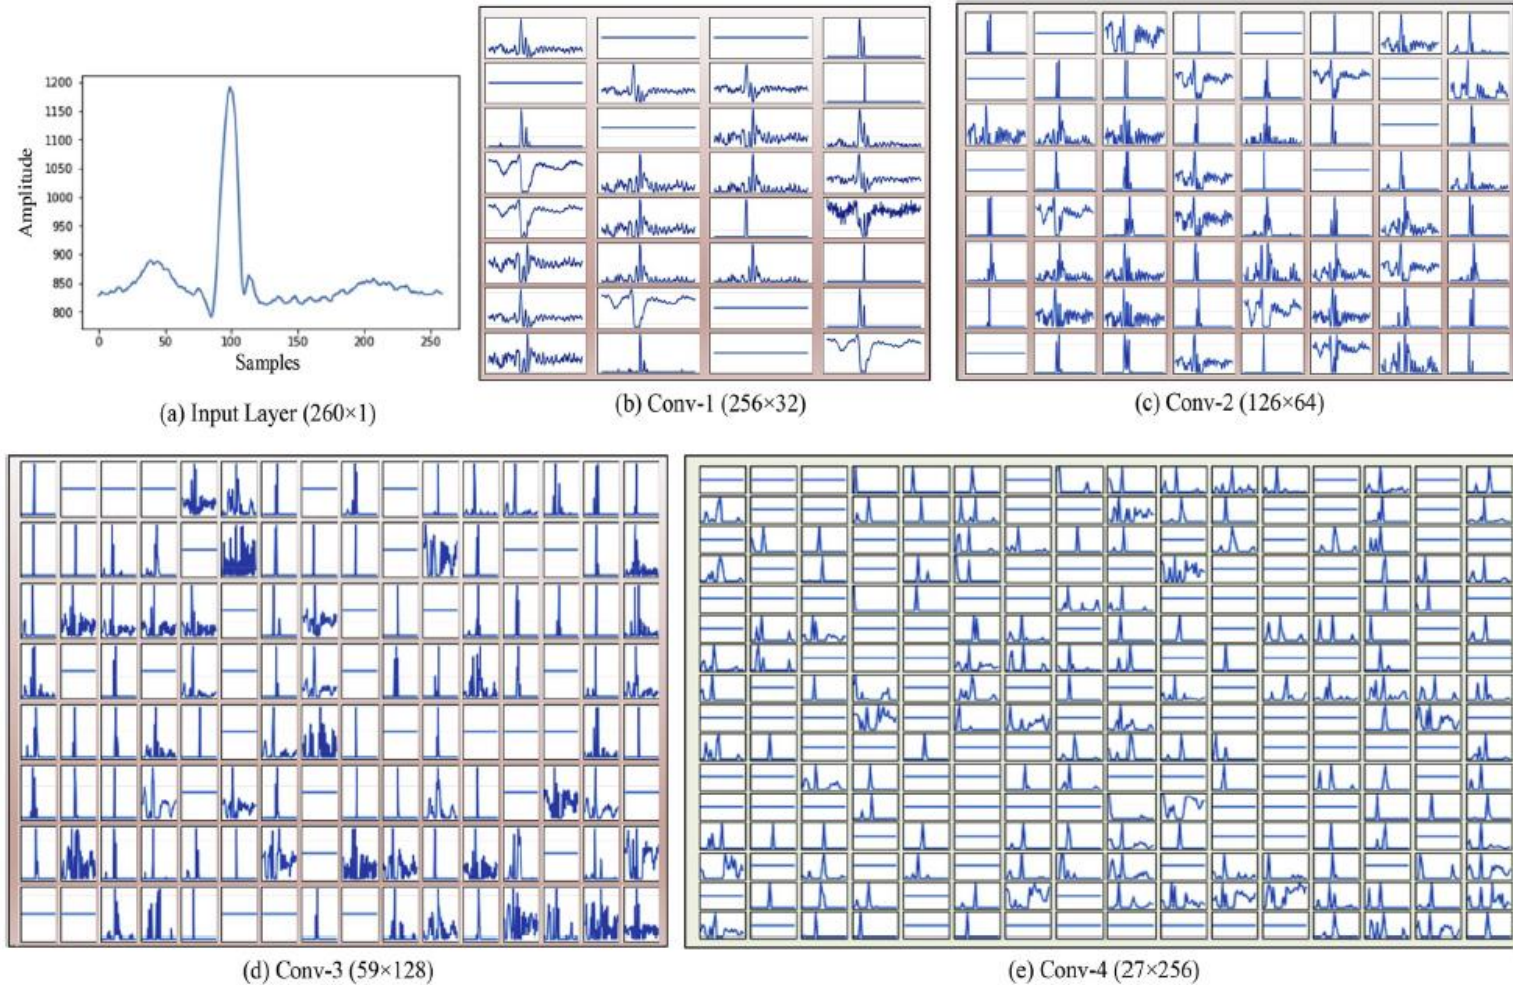 1200
1150
1100
1050
1000
950
900
850
800
Amplitude
0 50 100 150 200 250
Samples
(a) Input Layer (260×1)
(b) Conv-1 (256×32)
(c) Conv-2 (126×64)
(d) Conv-3 (59×128)
(e) Conv-4 (27×256)